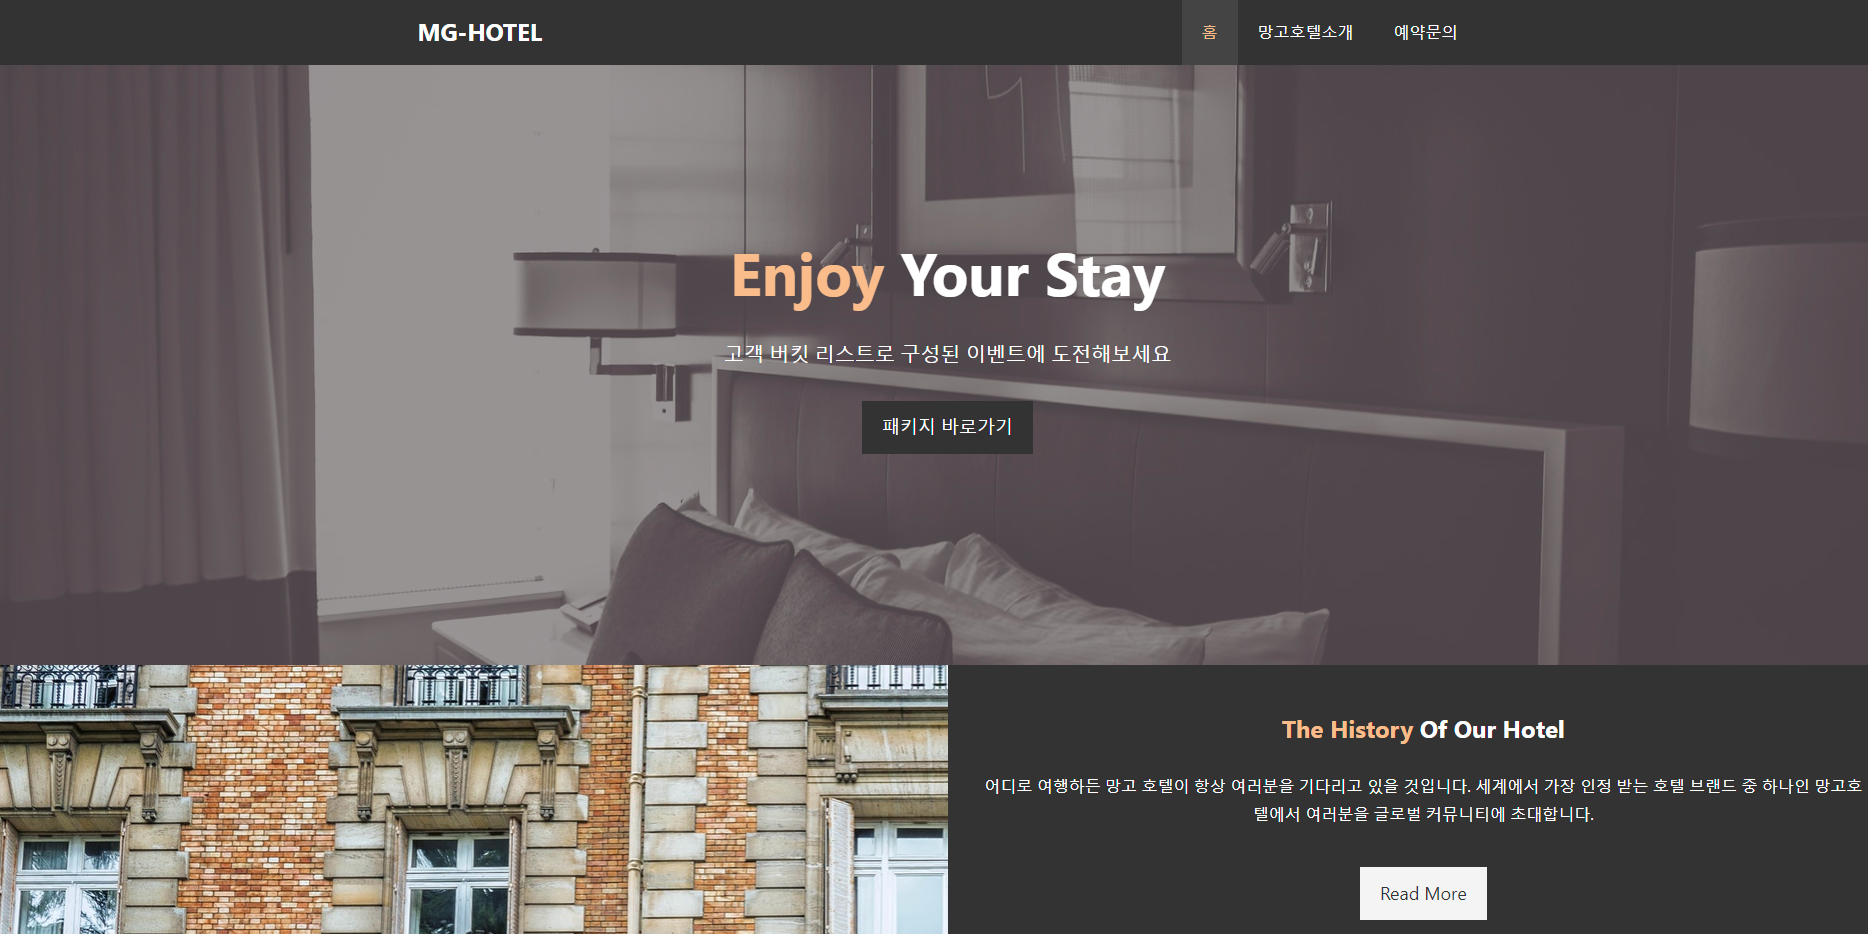 MG-HOTEL
홈 망고호텔소개 예약문의
Enjoy Your Stay
고객 버킷 리스트로 구성된 이벤트에 도전해보세요
패키지 바로가기
The History Of Our Hotel
어디로 여행하든 망고 호텔이 항상 여러분을 기다리고 있을 것입니다. 세계에서 가장 인정 받는 호텔 브랜드 중 하나인 망고호
텔에서 여러분을 글로벌 커뮤니티에 초대합니다.
Read More